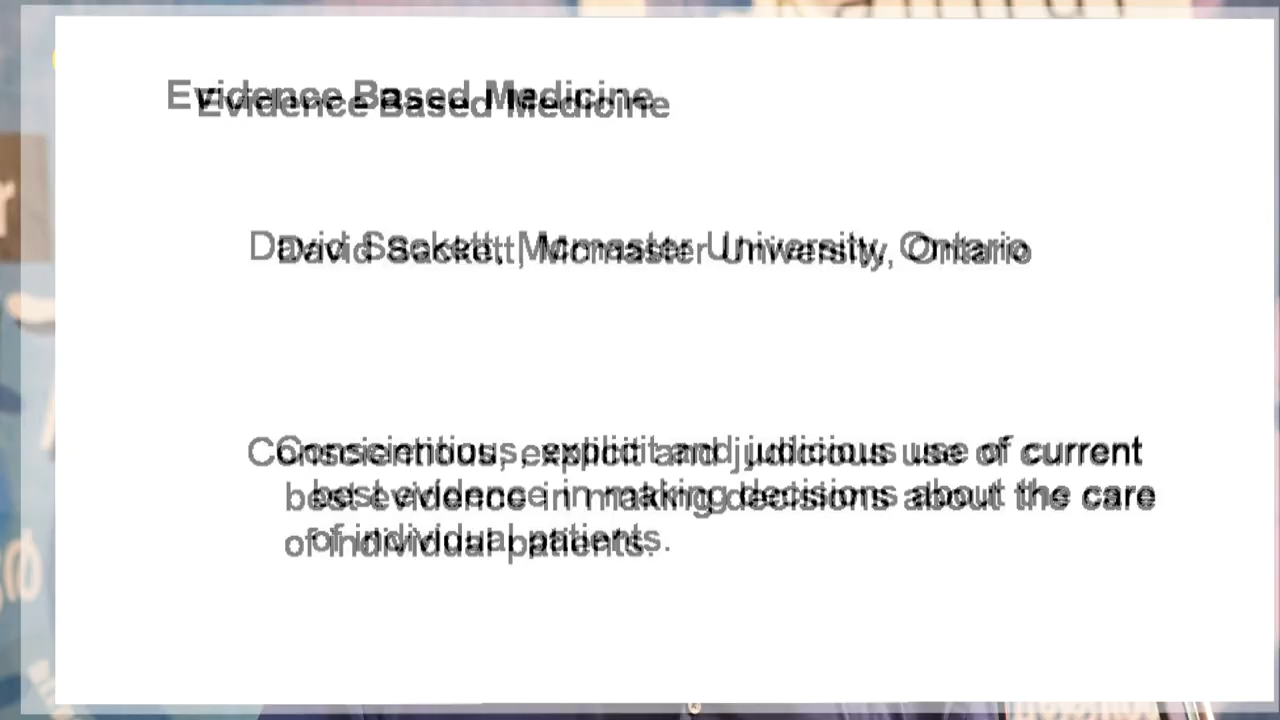 Evidence Based Medicine
David Sackett, Mcmaster University, Ontario
Conscientious, explicit and judicious use of current
best evidence in making decisions about the care
of individual patients.